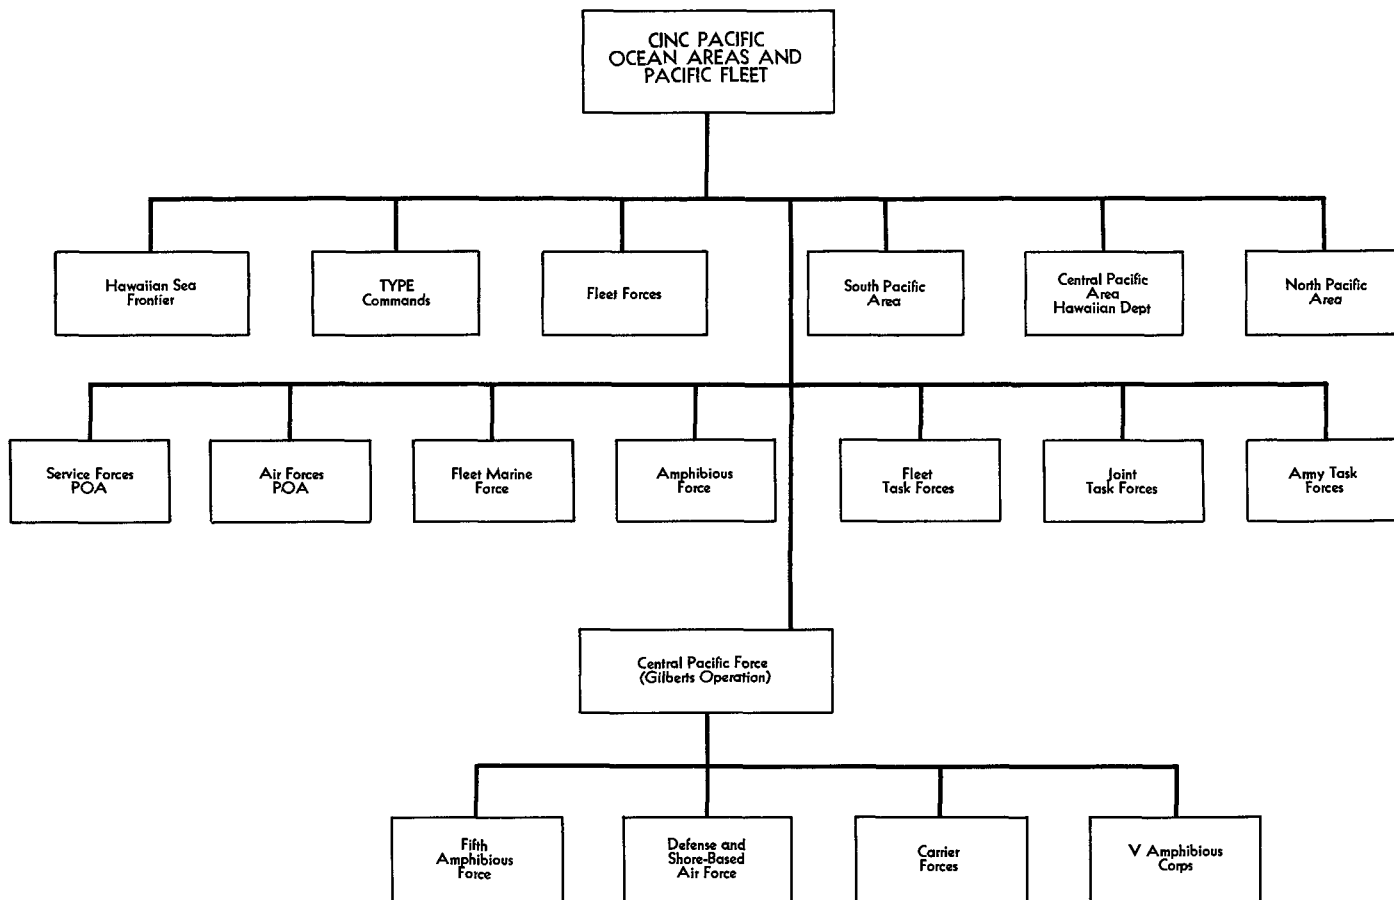 CINC PACIFIC
OCEAN AREAS AND
PACIFIC FLEET
Hawaiian Sea
Frontier
TYPE
Commands
Fleet Forces
South Pacific
Area
Central Pacific
Area
Hawaiian Dept
North Pacific
Area
Service Forces
POA
Air Forces
POA
Fleet Marine
Force
Amphibious
Force
Fleet
Task Forces
Joint
Task Forces
Army Task
Forces
Central Pacific Force
(Gilberts Operation)
Fifth
Amphibious
Force
Defense and
Shore-Based
Air Force
Carrier
Forces
V Amphibious
Corps